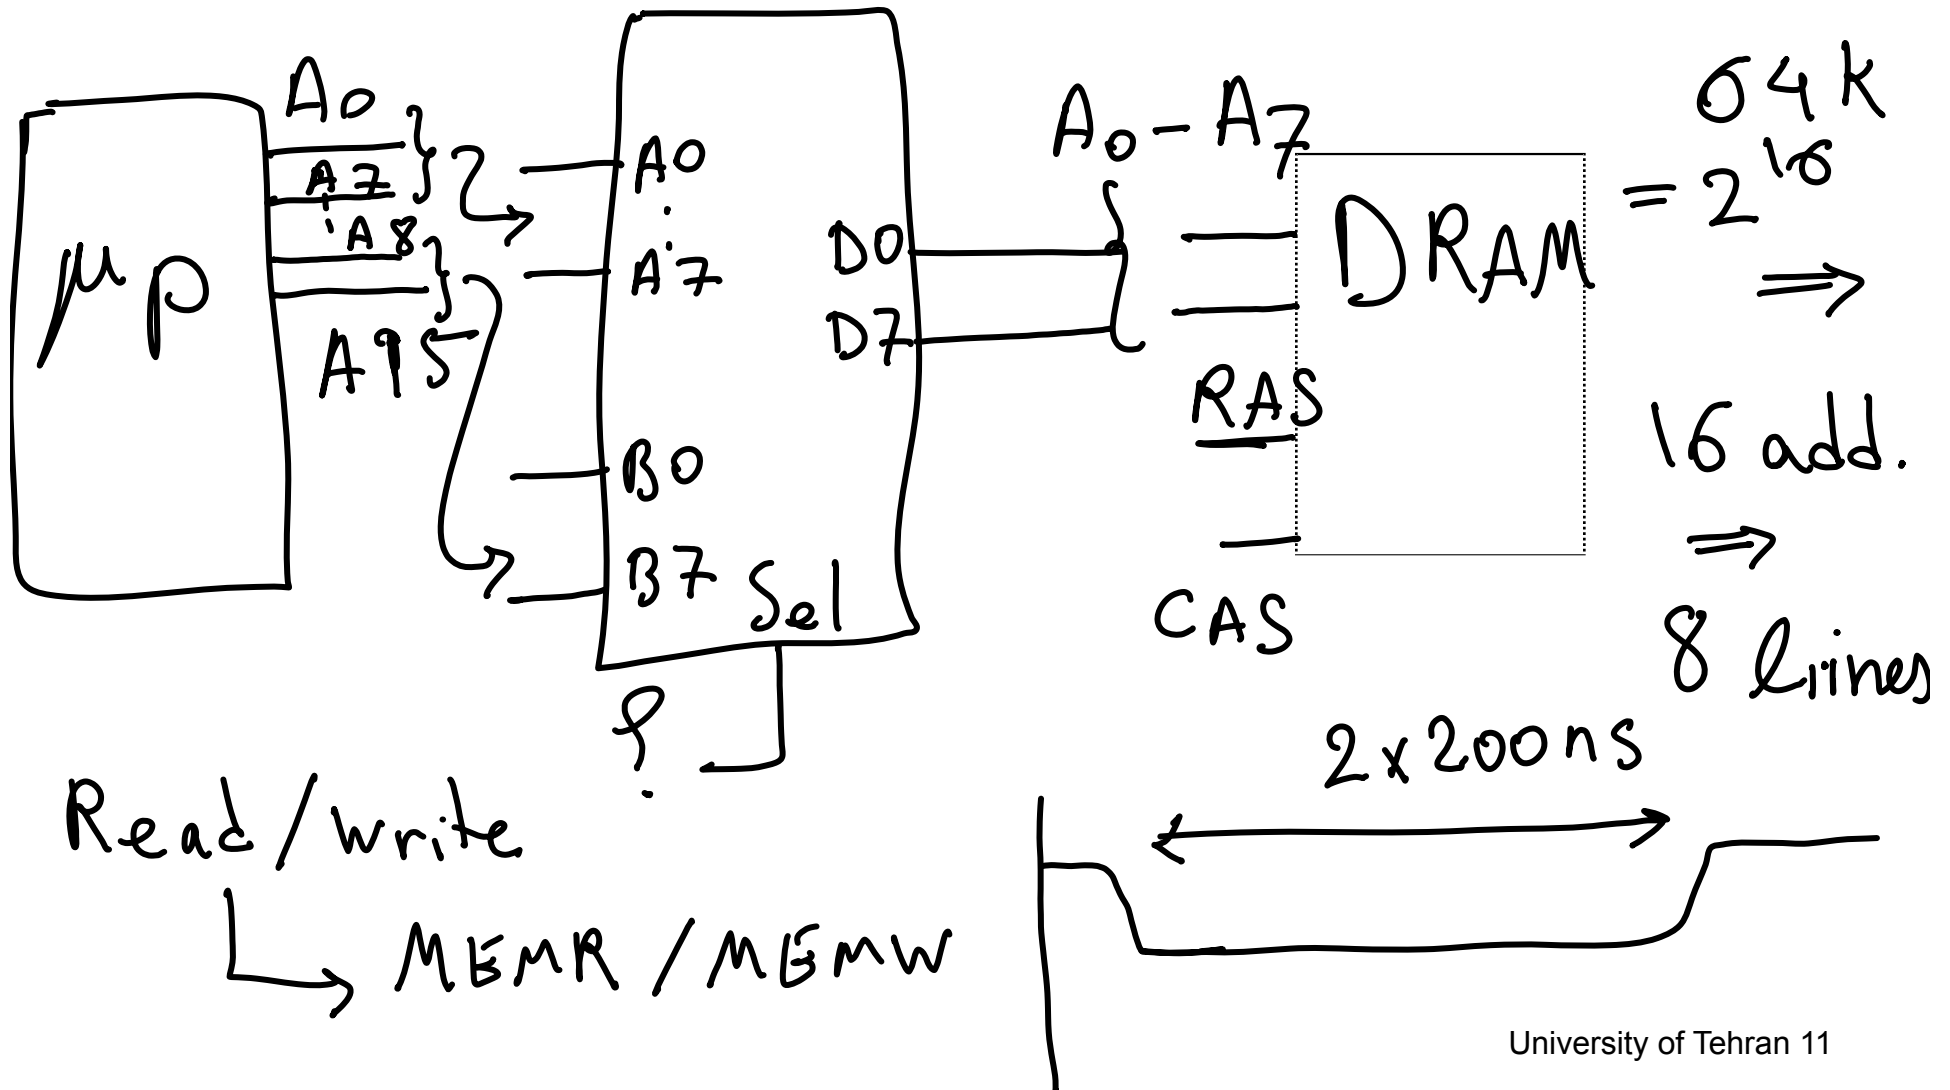 μp
A0
A7
A8
A15
A0
A7
B0
B7
Sel
D0
D7
?
A0 - A7
DRAM
RAS
CAS
64k
= 2^16
⇒
16 add.
⇒
8 lines
2 x 200ns
Read / write
MEMR / MEMW
University of Tehran 11